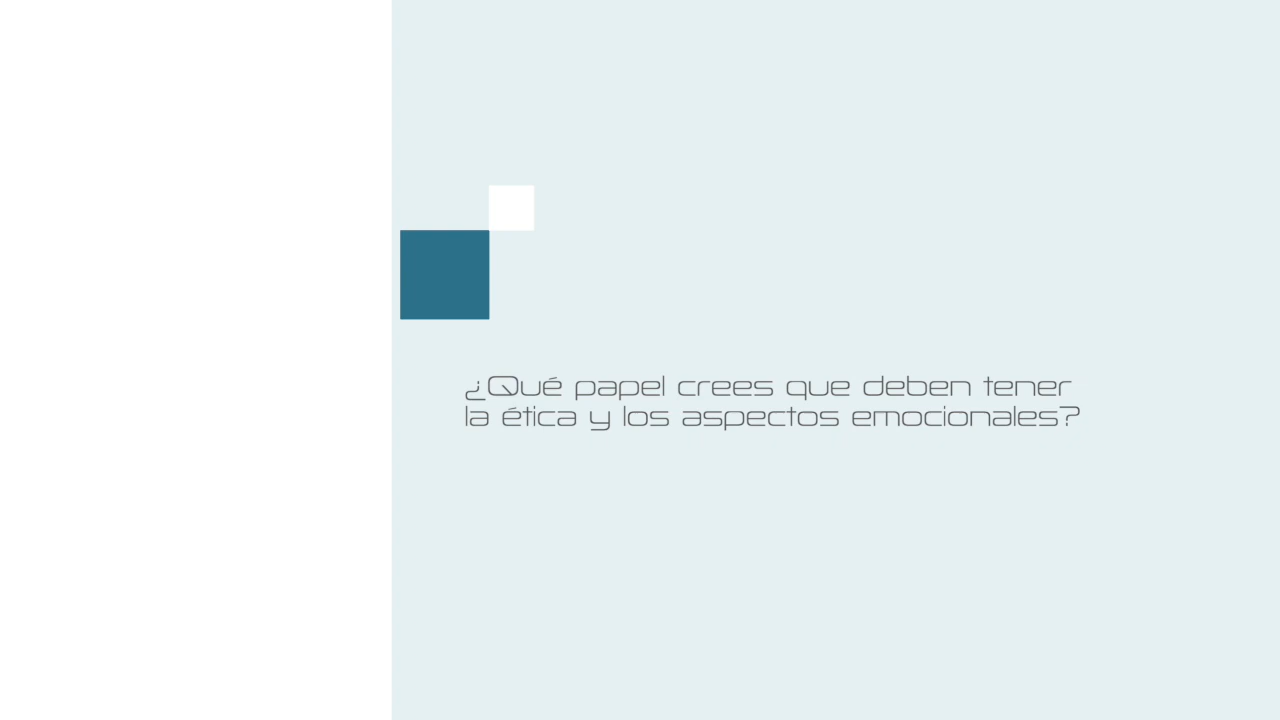 ¿Qué papel crees que deben tener
la ética y los aspectos emocionales?